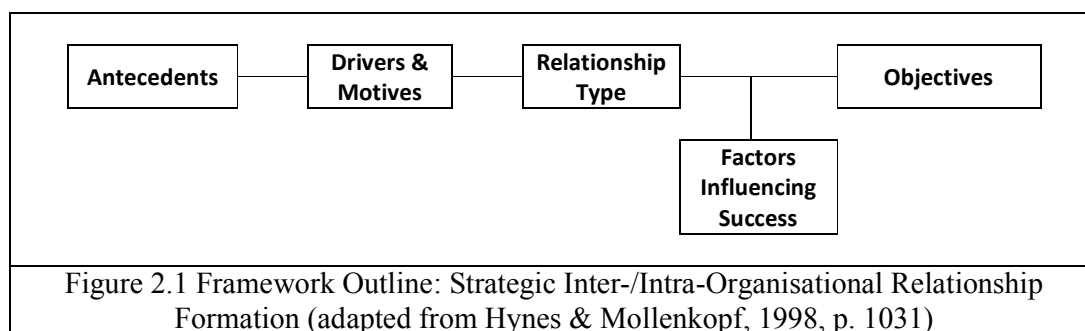 Antecedents
Drivers &
Motives
Relationship
Type
Objectives
Factors
Influencing
Success
Figure 2.1 Framework Outline: Strategic Inter-/Intra-Organisational Relationship
Formation (adapted from Hynes & Mollenkopf, 1998, p. 1031)